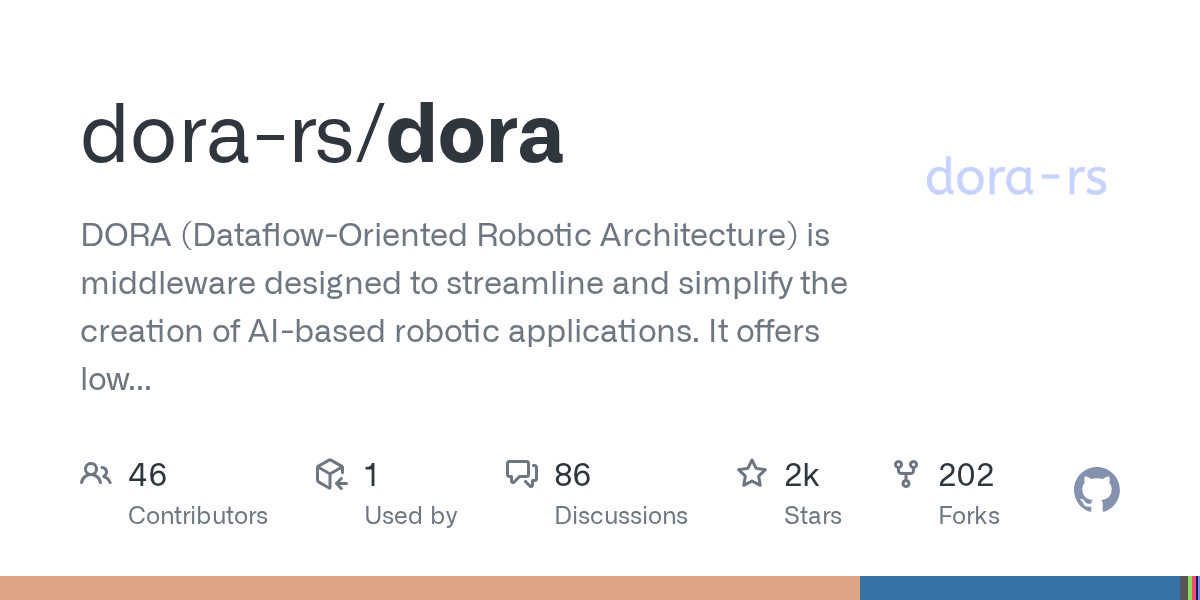 dora-rs/dora
dora-rs
DORA (Dataflow-Oriented Robotic Architecture) is
middleware designed to streamline and simplify the
creation of AI-based robotic applications. It offers
low...
46
Contributors
1
Used by
86
Discussions
2k
Stars
202
Forks